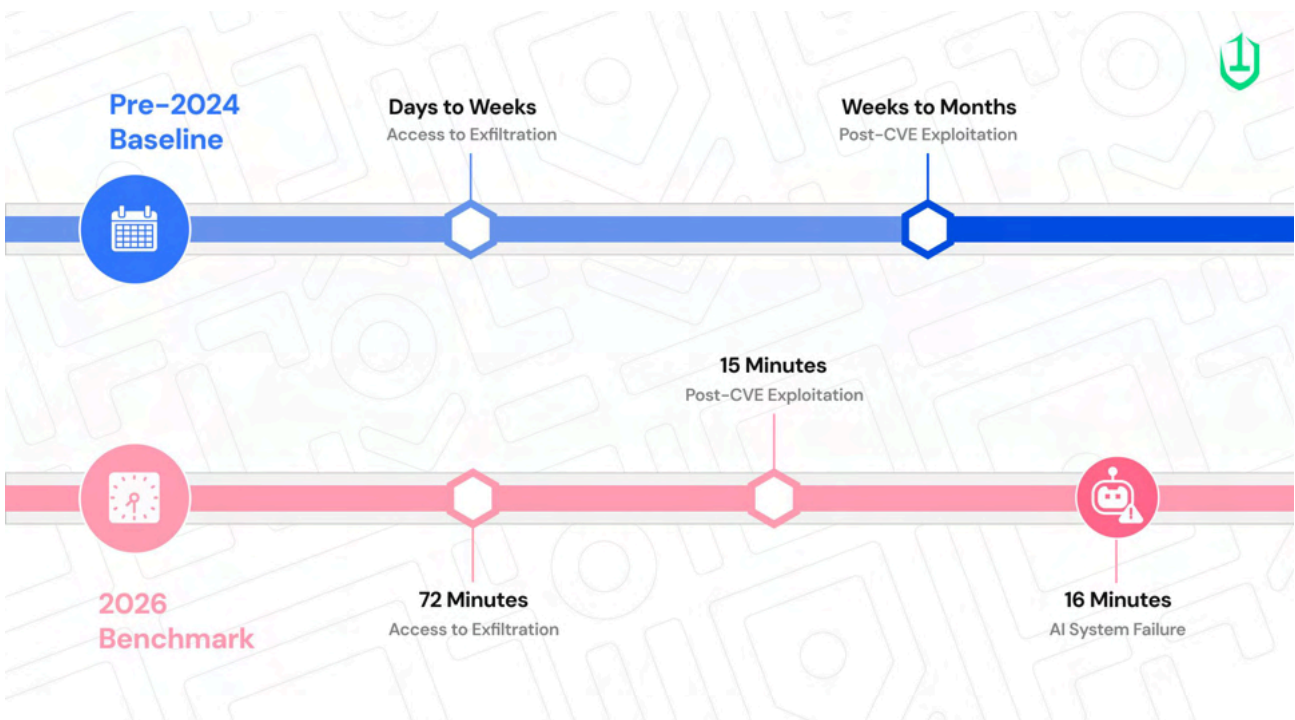 Pre-2024
Baseline
Days to Weeks
Access to Exfiltration
Weeks to Months
Post-CVE Exploitation
1
15 Minutes
Post-CVE Exploitation
2026
Benchmark
72 Minutes
Access to Exfiltration
16 Minutes
AI System Failure